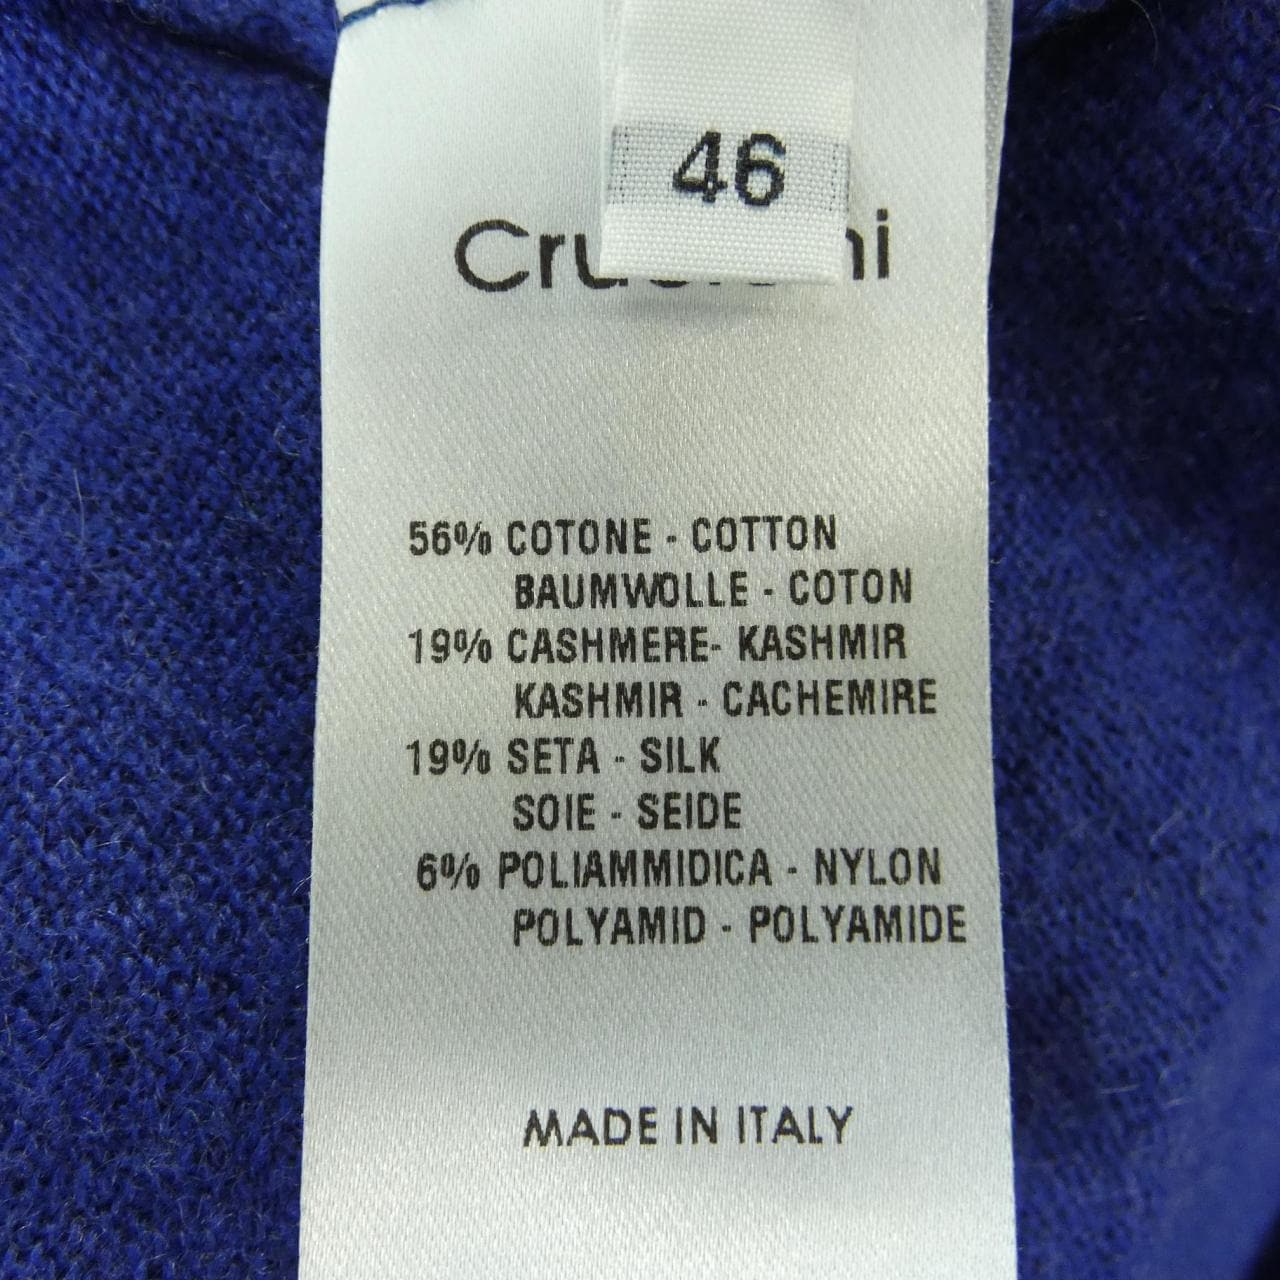 46
56% COTONE - COTTON
BAUMWOLLE - COTON
19% CASHMERE- KASHMIR
KASHMIR - CACHEMIRE
19% SETA - SILK
SOIE - SEIDE
6% POLIAMMIDICA - NYLON
POLYAMID - POLYAMIDE
MADE IN ITALY